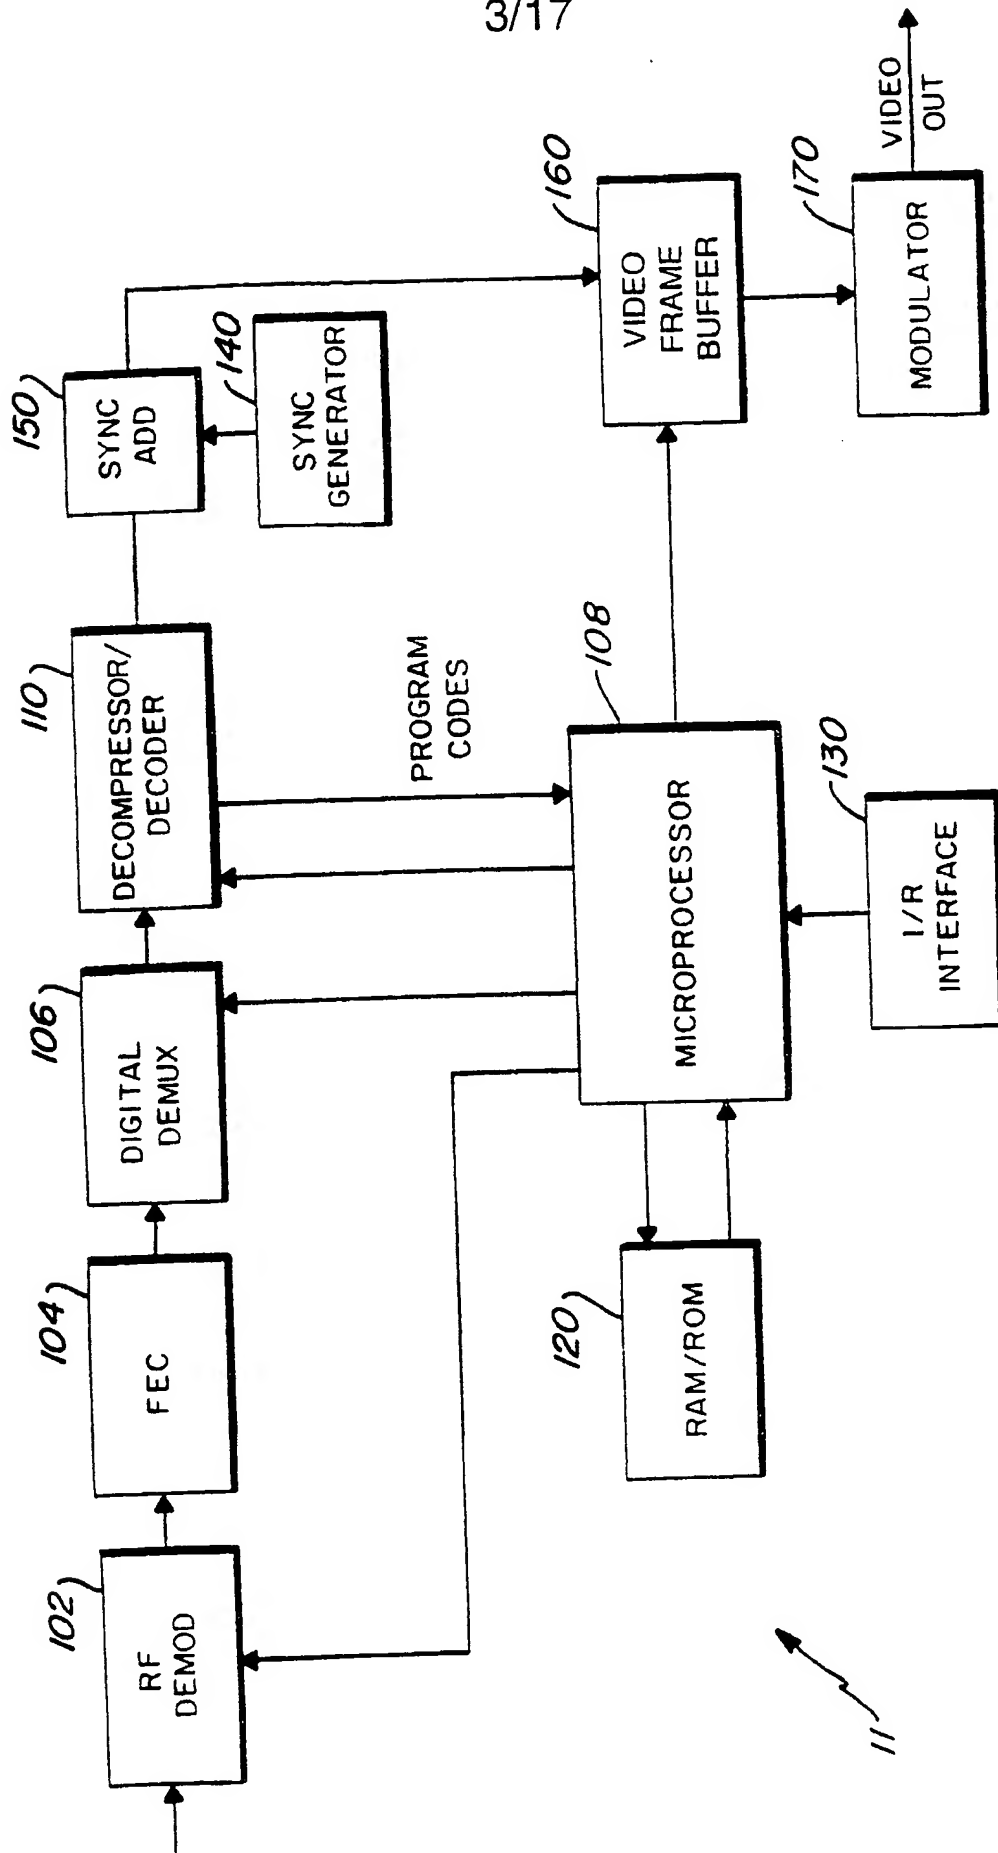 3/17
102
RF
DEMOD
104
FEC
106
DIGITAL
DEMUX
110
DECOMPRESSOR/
DECODER
150
SYNC
ADD
140
SYNC
GENERATOR
PROGRAM
CODES
120
RAM/ROM
108
MICROPROCESSOR
130
I/R
INTERFACE
160
VIDEO
FRAME
BUFFER
170
MODULATOR
VIDEO
OUT
11